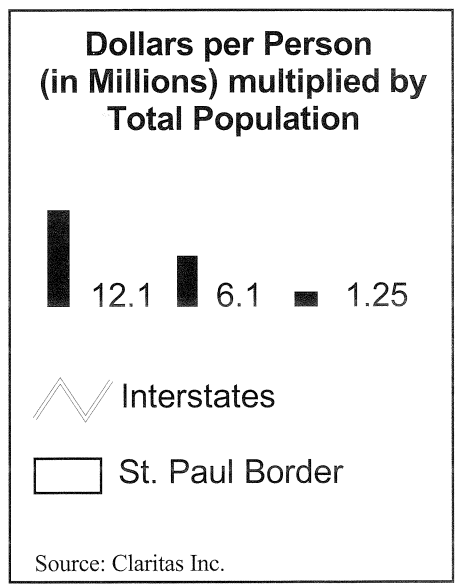 Dollars per Person
(in Millions) multiplied by
Total Population
12.1 6.1 1.25
Interstates
St. Paul Border
Source: Claritas Inc.